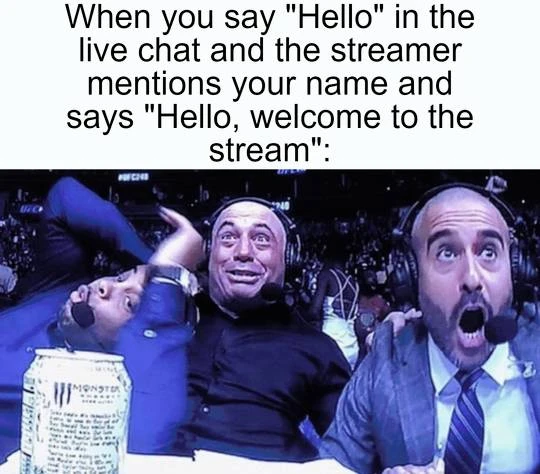 When you say "Hello" in the
live chat and the streamer
mentions your name and
says "Hello, welcome to the
stream":
UFC
MONSTER